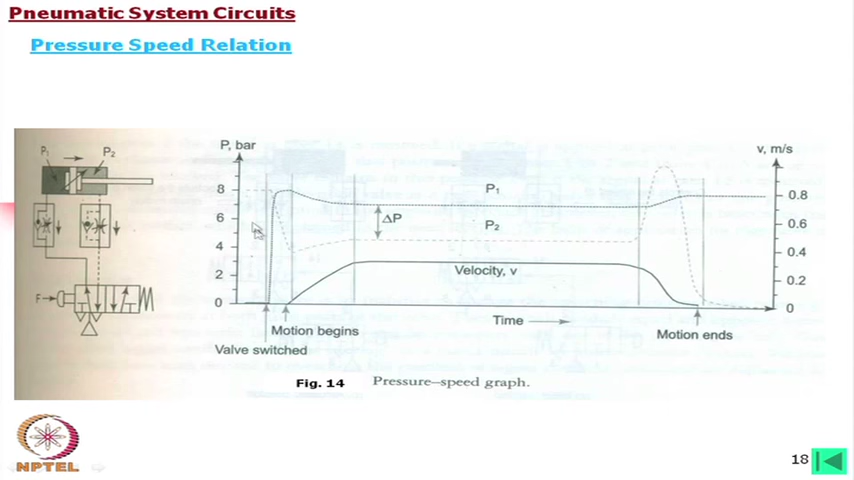 Pneumatic System Circuits
Pressure Speed Relation
P₁
P₂
F
P, bar
8
6
4
2
0
P₁
ΔP
P₂
Velocity, v
v, m/s
0.8
0.6
0.4
0.2
0
Motion begins
Valve switched
Time
Motion ends
Fig. 14 Pressure–speed graph.
NPTEL
18